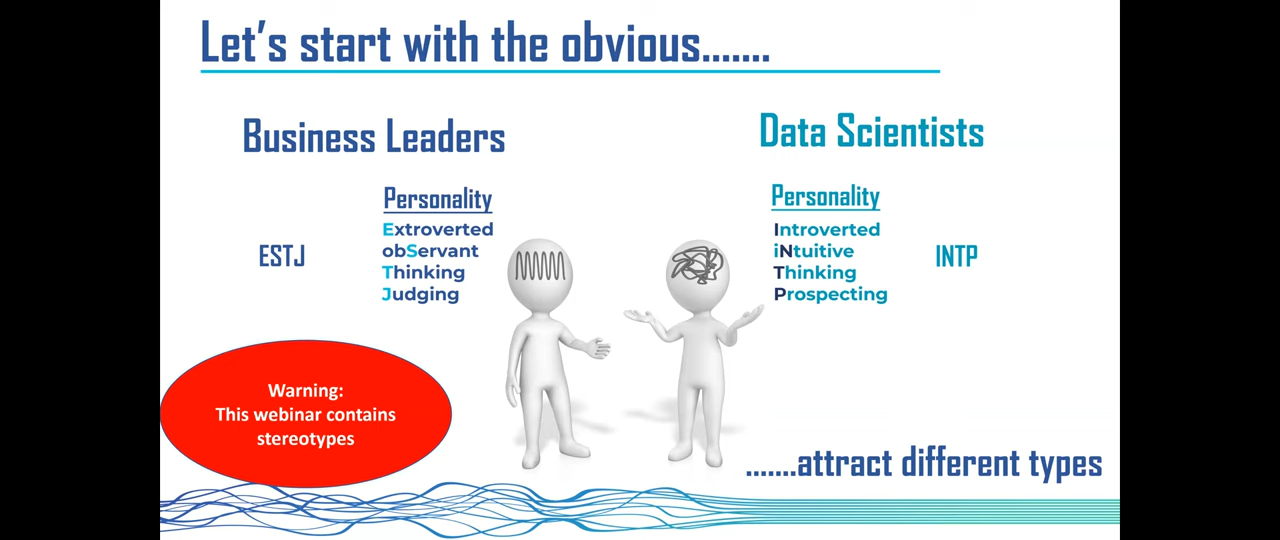 Let's start with the obvious.......
Business Leaders
Personality
Extroverted
obServant
Thinking
Judging
ESTJ
Data Scientists
Personality
Introverted
iNtuitive
Thinking
Prospecting
INTP
Warning:
This webinar contains
stereotypes
.......attract different types